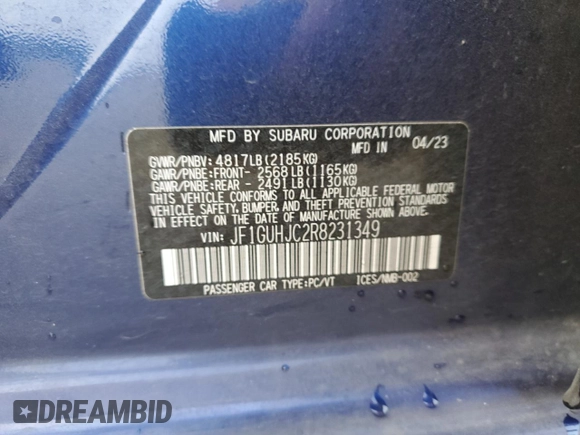 MFD BY SUBARU CORPORATION
MFD IN 04/23
GVWR/PNBV: 4817LB(2185KG)
GAWR/PNBE:FRONT- 2568LB(1165KG)
GAWR/PNBE:REAR - 2491LB(1130KG)
THIS VEHICLE CONFORMS TO ALL APPLICABLE FEDERAL MOTOR
VEHICLE SAFETY, BUMPER, AND THEFT PREVENTION STANDARDS
IN EFFECT ON THE DATE OF MANUFACTURE SHOWN ABOVE.
VIN: JF1GUHJC2R8231349
PASSENGER CAR TYPE:PC/VT ICES/NMB-002
DREAMBID